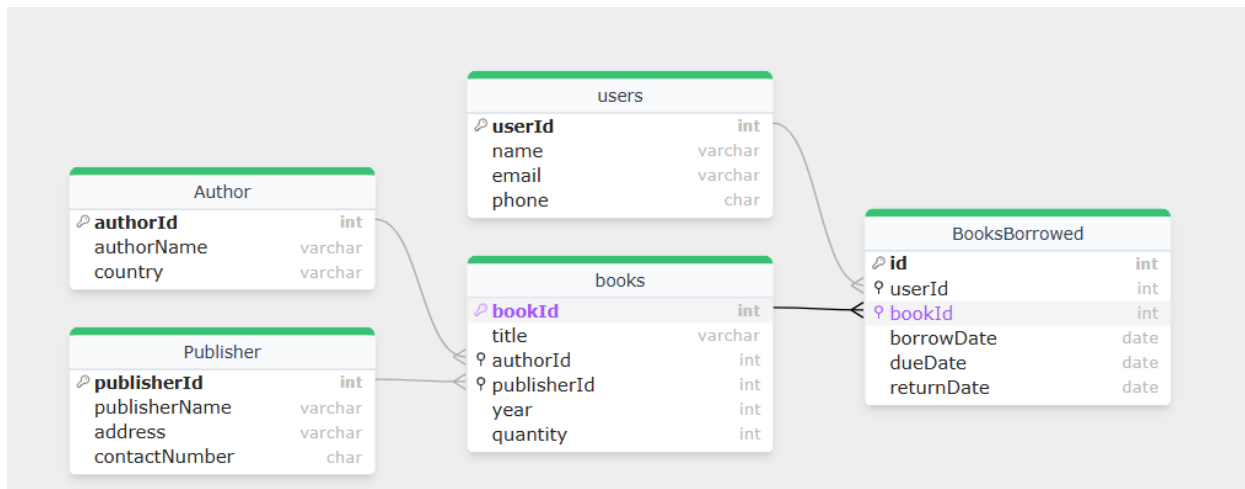 Author
authorId int
authorName varchar
country varchar
Publisher
publisherId int
publisherName varchar
address varchar
contactNumber char
users
userId int
name varchar
email varchar
phone char
books
bookId int
title varchar
authorId int
publisherId int
year int
quantity int
BooksBorrowed
id int
userId int
bookId int
borrowDate date
dueDate date
returnDate date